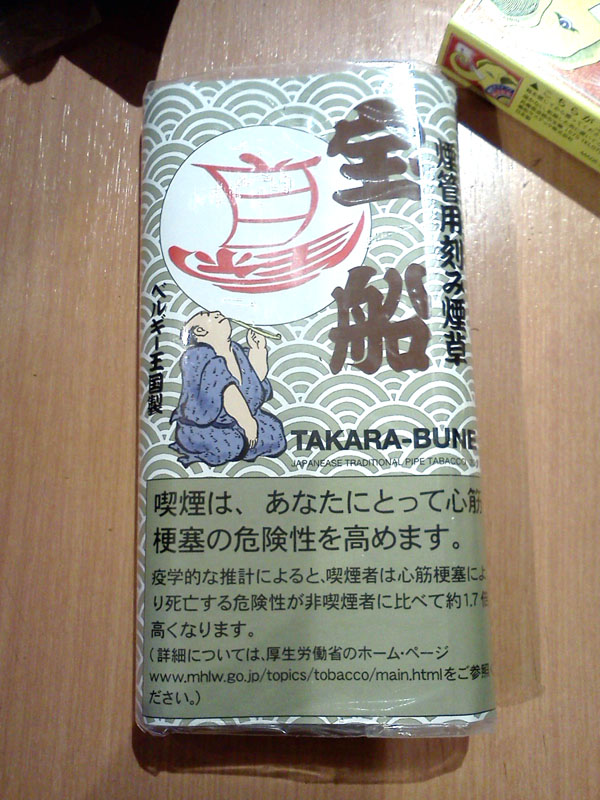 宝船
煙管用刻み煙草
ベルギー王国製
TAKARA-BUNE
JAPANEASE TRADITIONAL PIPE TABACCO
喫煙は、あなたにとって心筋
梗塞の危険性を高めます。
疫学的な推計によると、喫煙者は心筋梗塞によ
り死亡する危険性が非喫煙者に比べて約1.7倍
高くなります。
(詳細については、厚生労働省のホーム・ページ
www.mhlw.go.jp/topics/tobacco/main.htmlをご参照く
ださい。)